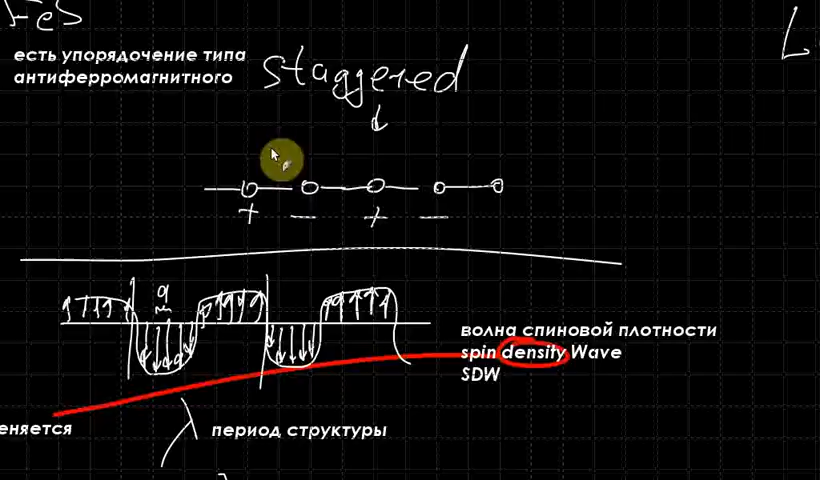 FeS
L
есть упорядочение типа
антиферромагнитного
staggered
+ — + —
a
волна спиновой плотности
spin density Wave
SDW
еняется
λ период структуры